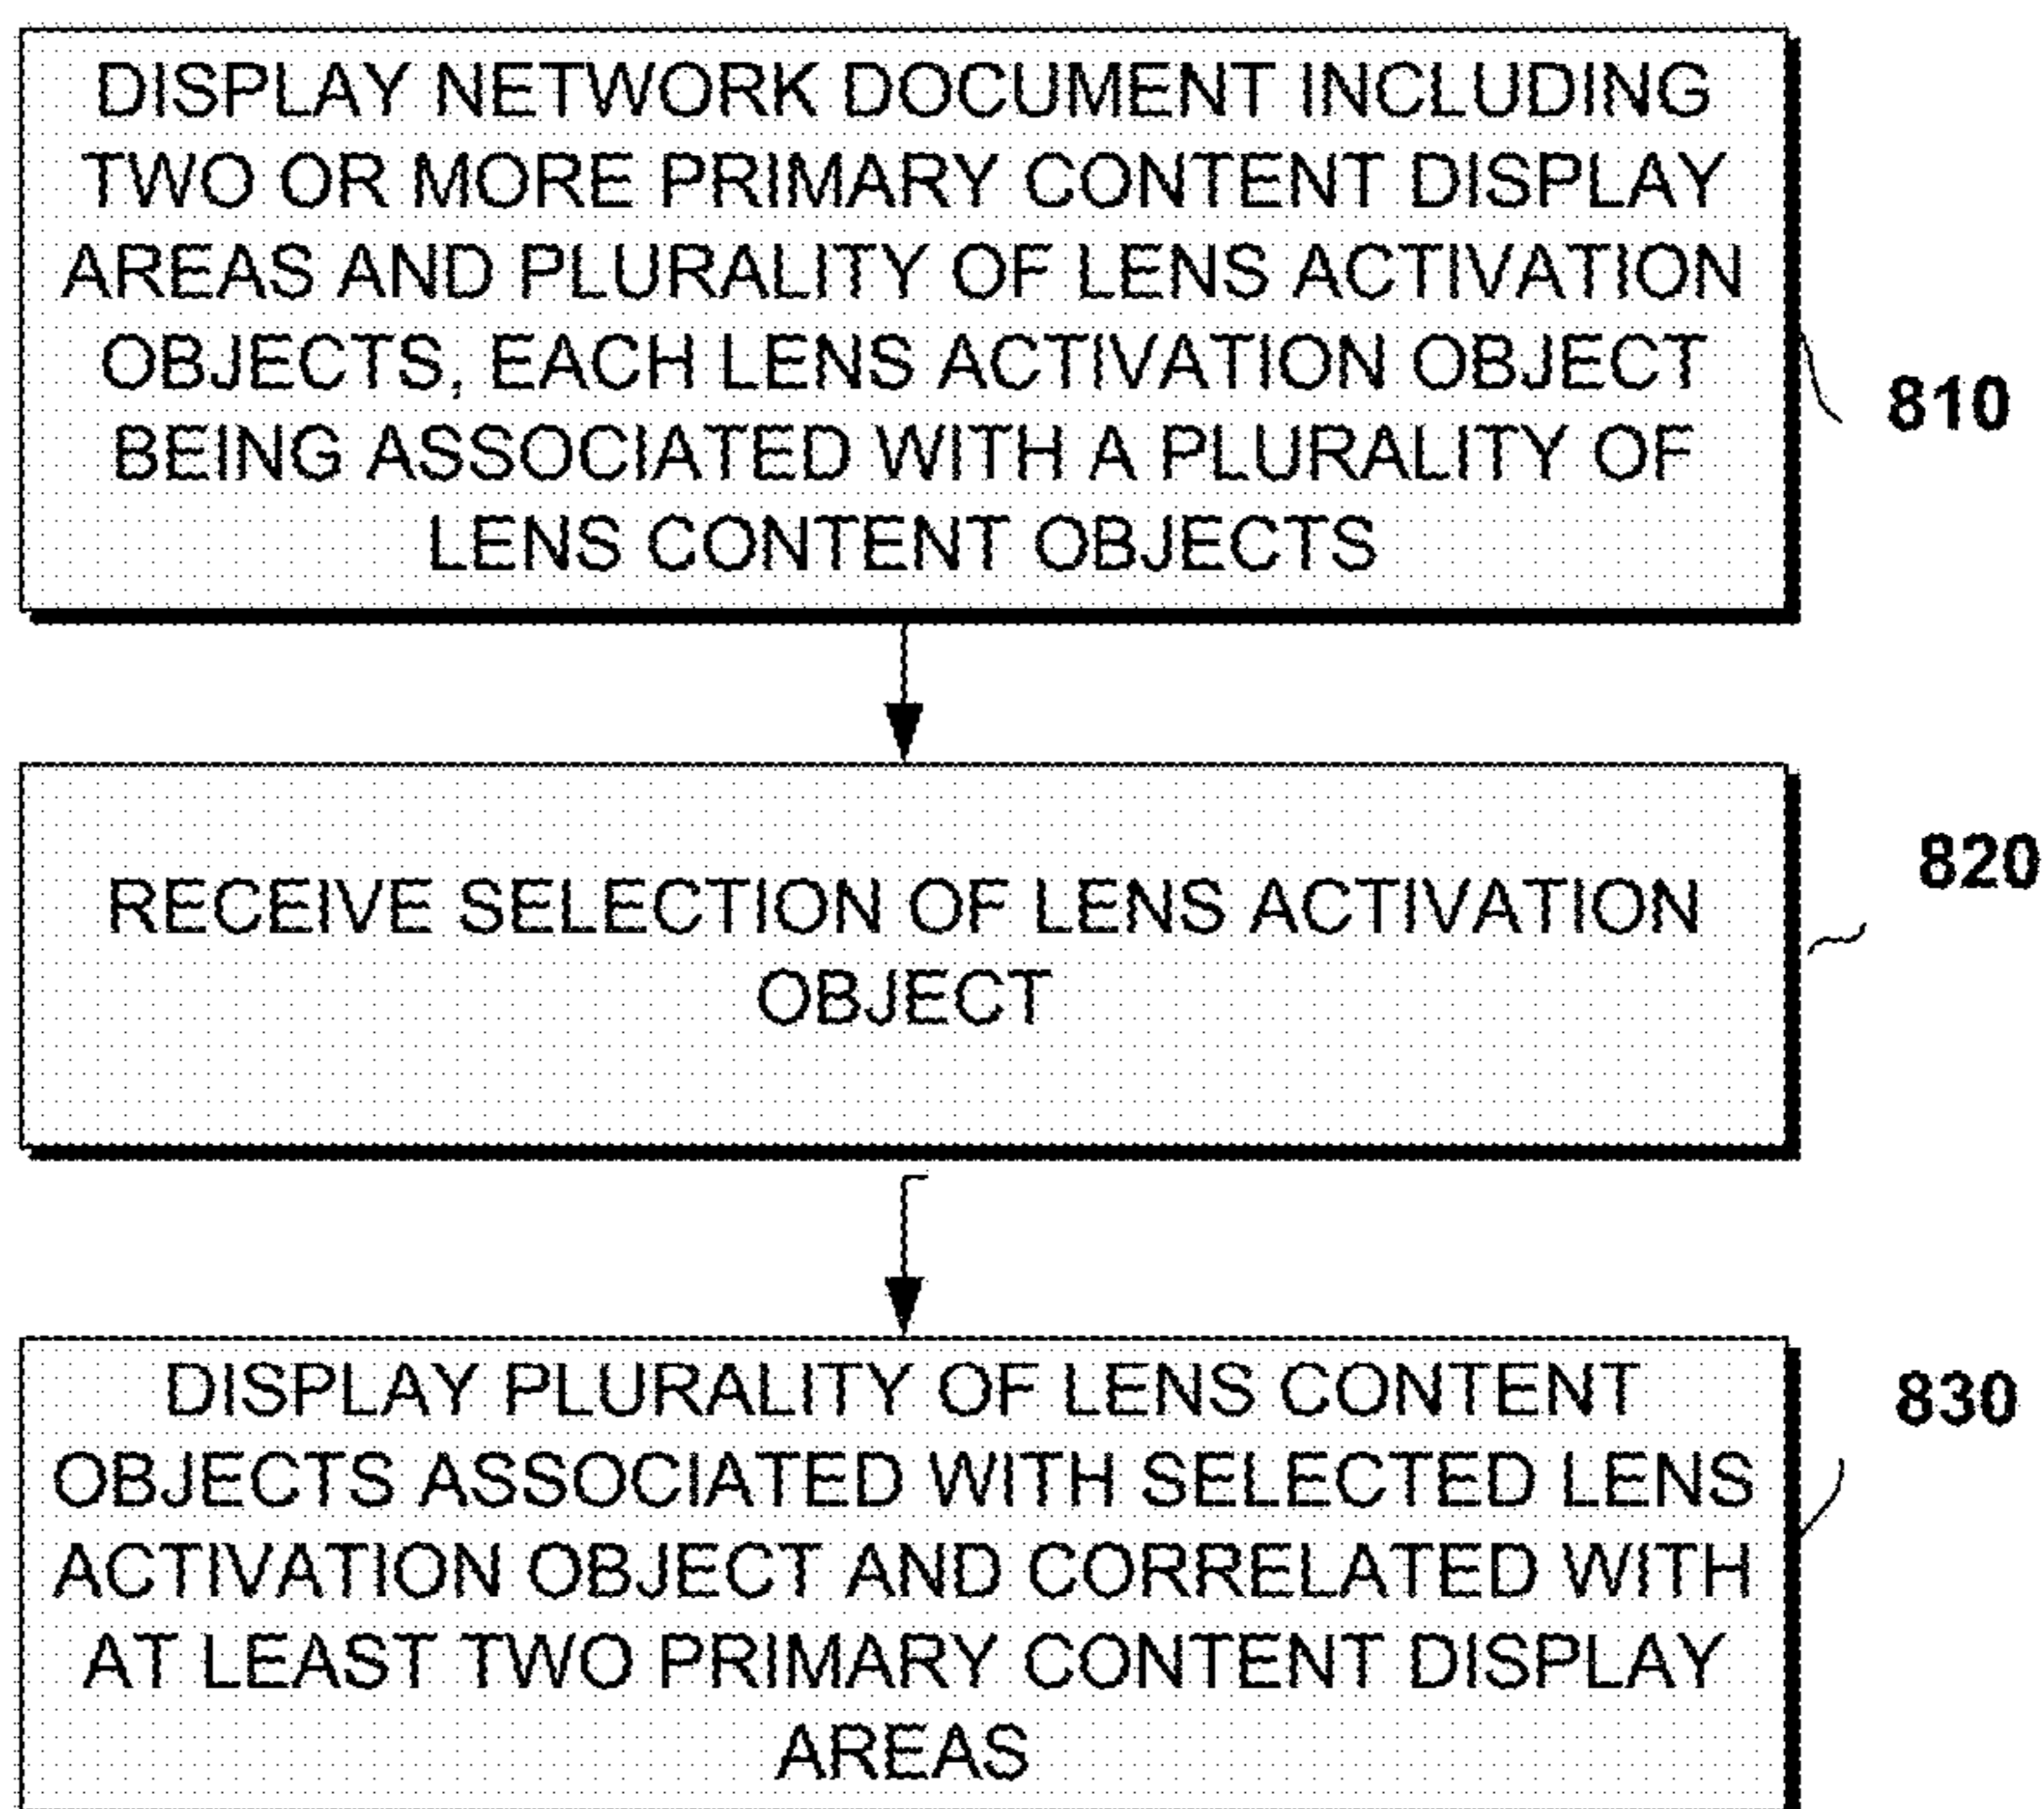 DISPLAY NETWORK DOCUMENT INCLUDING
TWO OR MORE PRIMARY CONTENT DISPLAY
AREAS AND PLURALITY OF LENS ACTIVATION
OBJECTS, EACH LENS ACTIVATION OBJECT
BEING ASSOCIATED WITH A PLURALITY OF
LENS CONTENT OBJECTS
810
RECEIVE SELECTION OF LENS ACTIVATION
OBJECT
820
DISPLAY PLURALITY OF LENS CONTENT
OBJECTS ASSOCIATED WITH SELECTED LENS
ACTIVATION OBJECT AND CORRELATED WITH
AT LEAST TWO PRIMARY CONTENT DISPLAY
AREAS
830